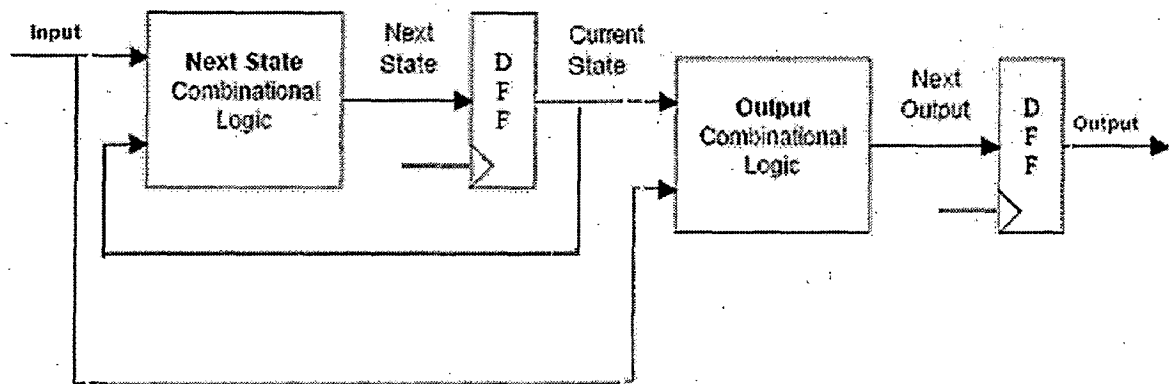 Input
Next State
Combinational
Logic
Next
State
D
F
F
Current
State
Output
Combinational
Logic
Next
Output
D
F
F
Output